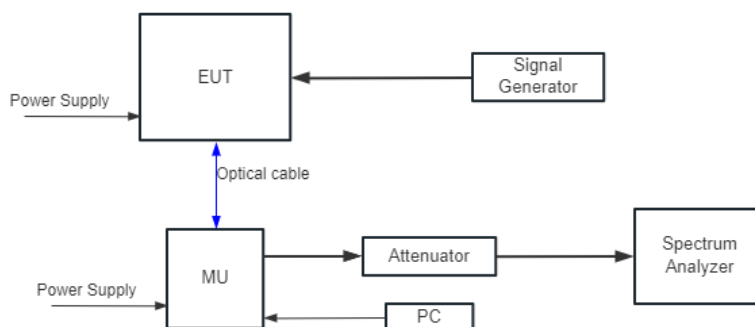 EUT
Signal
Generator
Power Supply
Optical cable
MU
Attenuator
Spectrum
Analyzer
Power Supply
PC